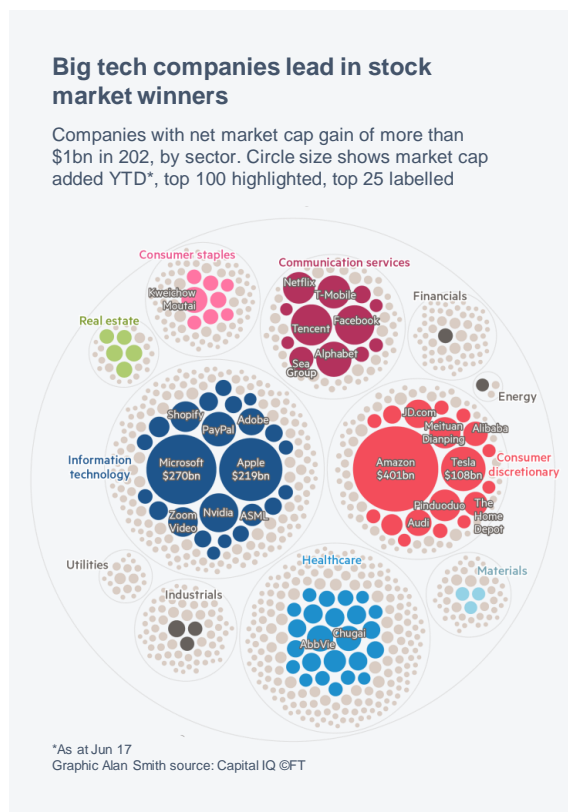 Big tech companies lead in stock
market winners
Companies with net market cap gain of more than
$1bn in 202, by sector. Circle size shows market cap
added YTD*, top 100 highlighted, top 25 labelled
Consumer staples
Kweichow
Moutai
Communication services
Netflix
T-Mobile
Tencent
Facebook
Alphabet
Sea
Group
Financials
Real estate
Energy
Information
technology
Shopify
PayPal
Adobe
Microsoft
$270bn
Apple
$219bn
Zoom
Video
Nvidia
ASML
JD.com
Meituan
Dianping
Alibaba
Amazon
$401bn
Tesla
$108bn
Consumer
discretionary
Pinduoduo
Audi
The
Home
Depot
Utilities
Industrials
Healthcare
Chugai
AbbVie
Materials
*As at Jun 17
Graphic Alan Smith source: Capital IQ ©FT